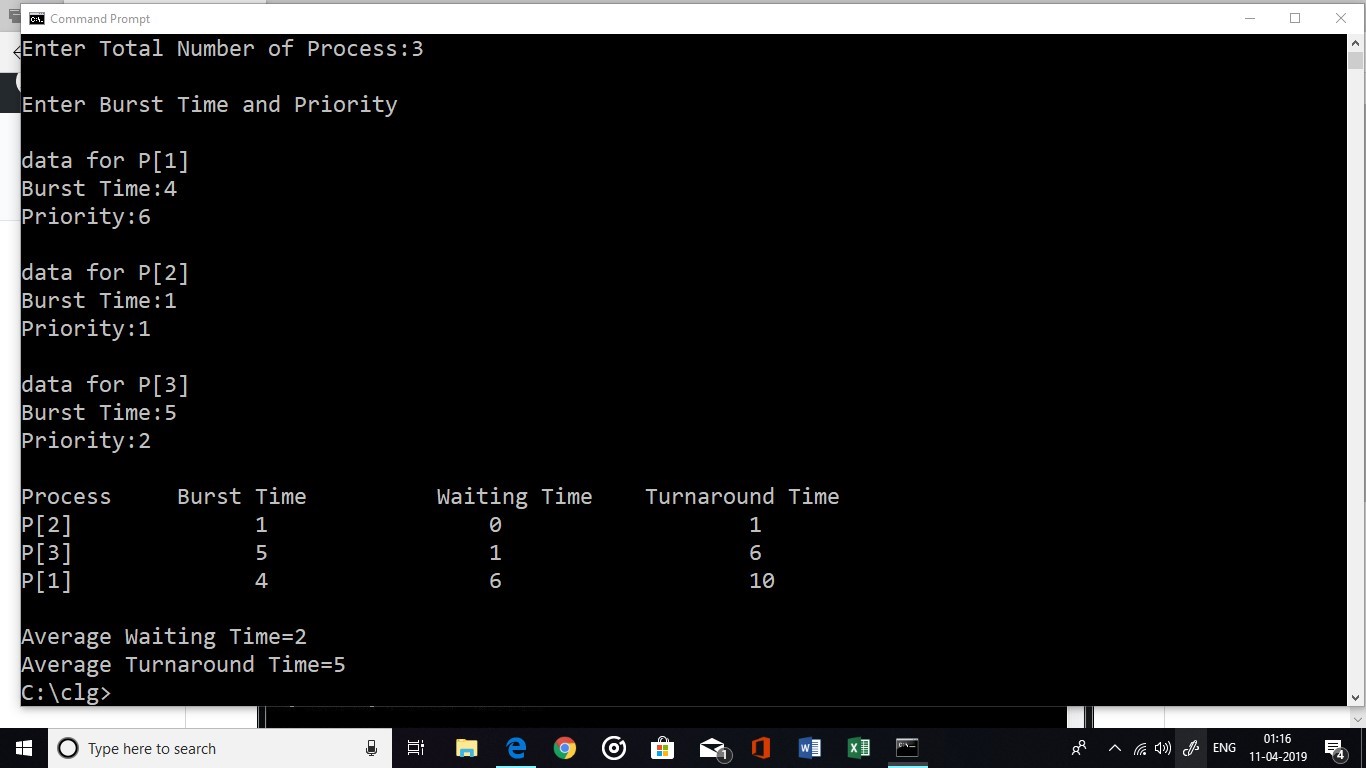 Command Prompt
Enter Total Number of Process:3
Enter Burst Time and Priority
data for P[1]
Burst Time:4
Priority:6
data for P[2]
Burst Time:1
Priority:1
data for P[3]
Burst Time:5
Priority:2
Process Burst Time Waiting Time Turnaround Time
P[2] 1 0 1
P[3] 5 1 6
P[1] 4 6 10
Average Waiting Time=2
Average Turnaround Time=5
C:\clg>
Type here to search 1 ENG 01:16 4
11-04-2019